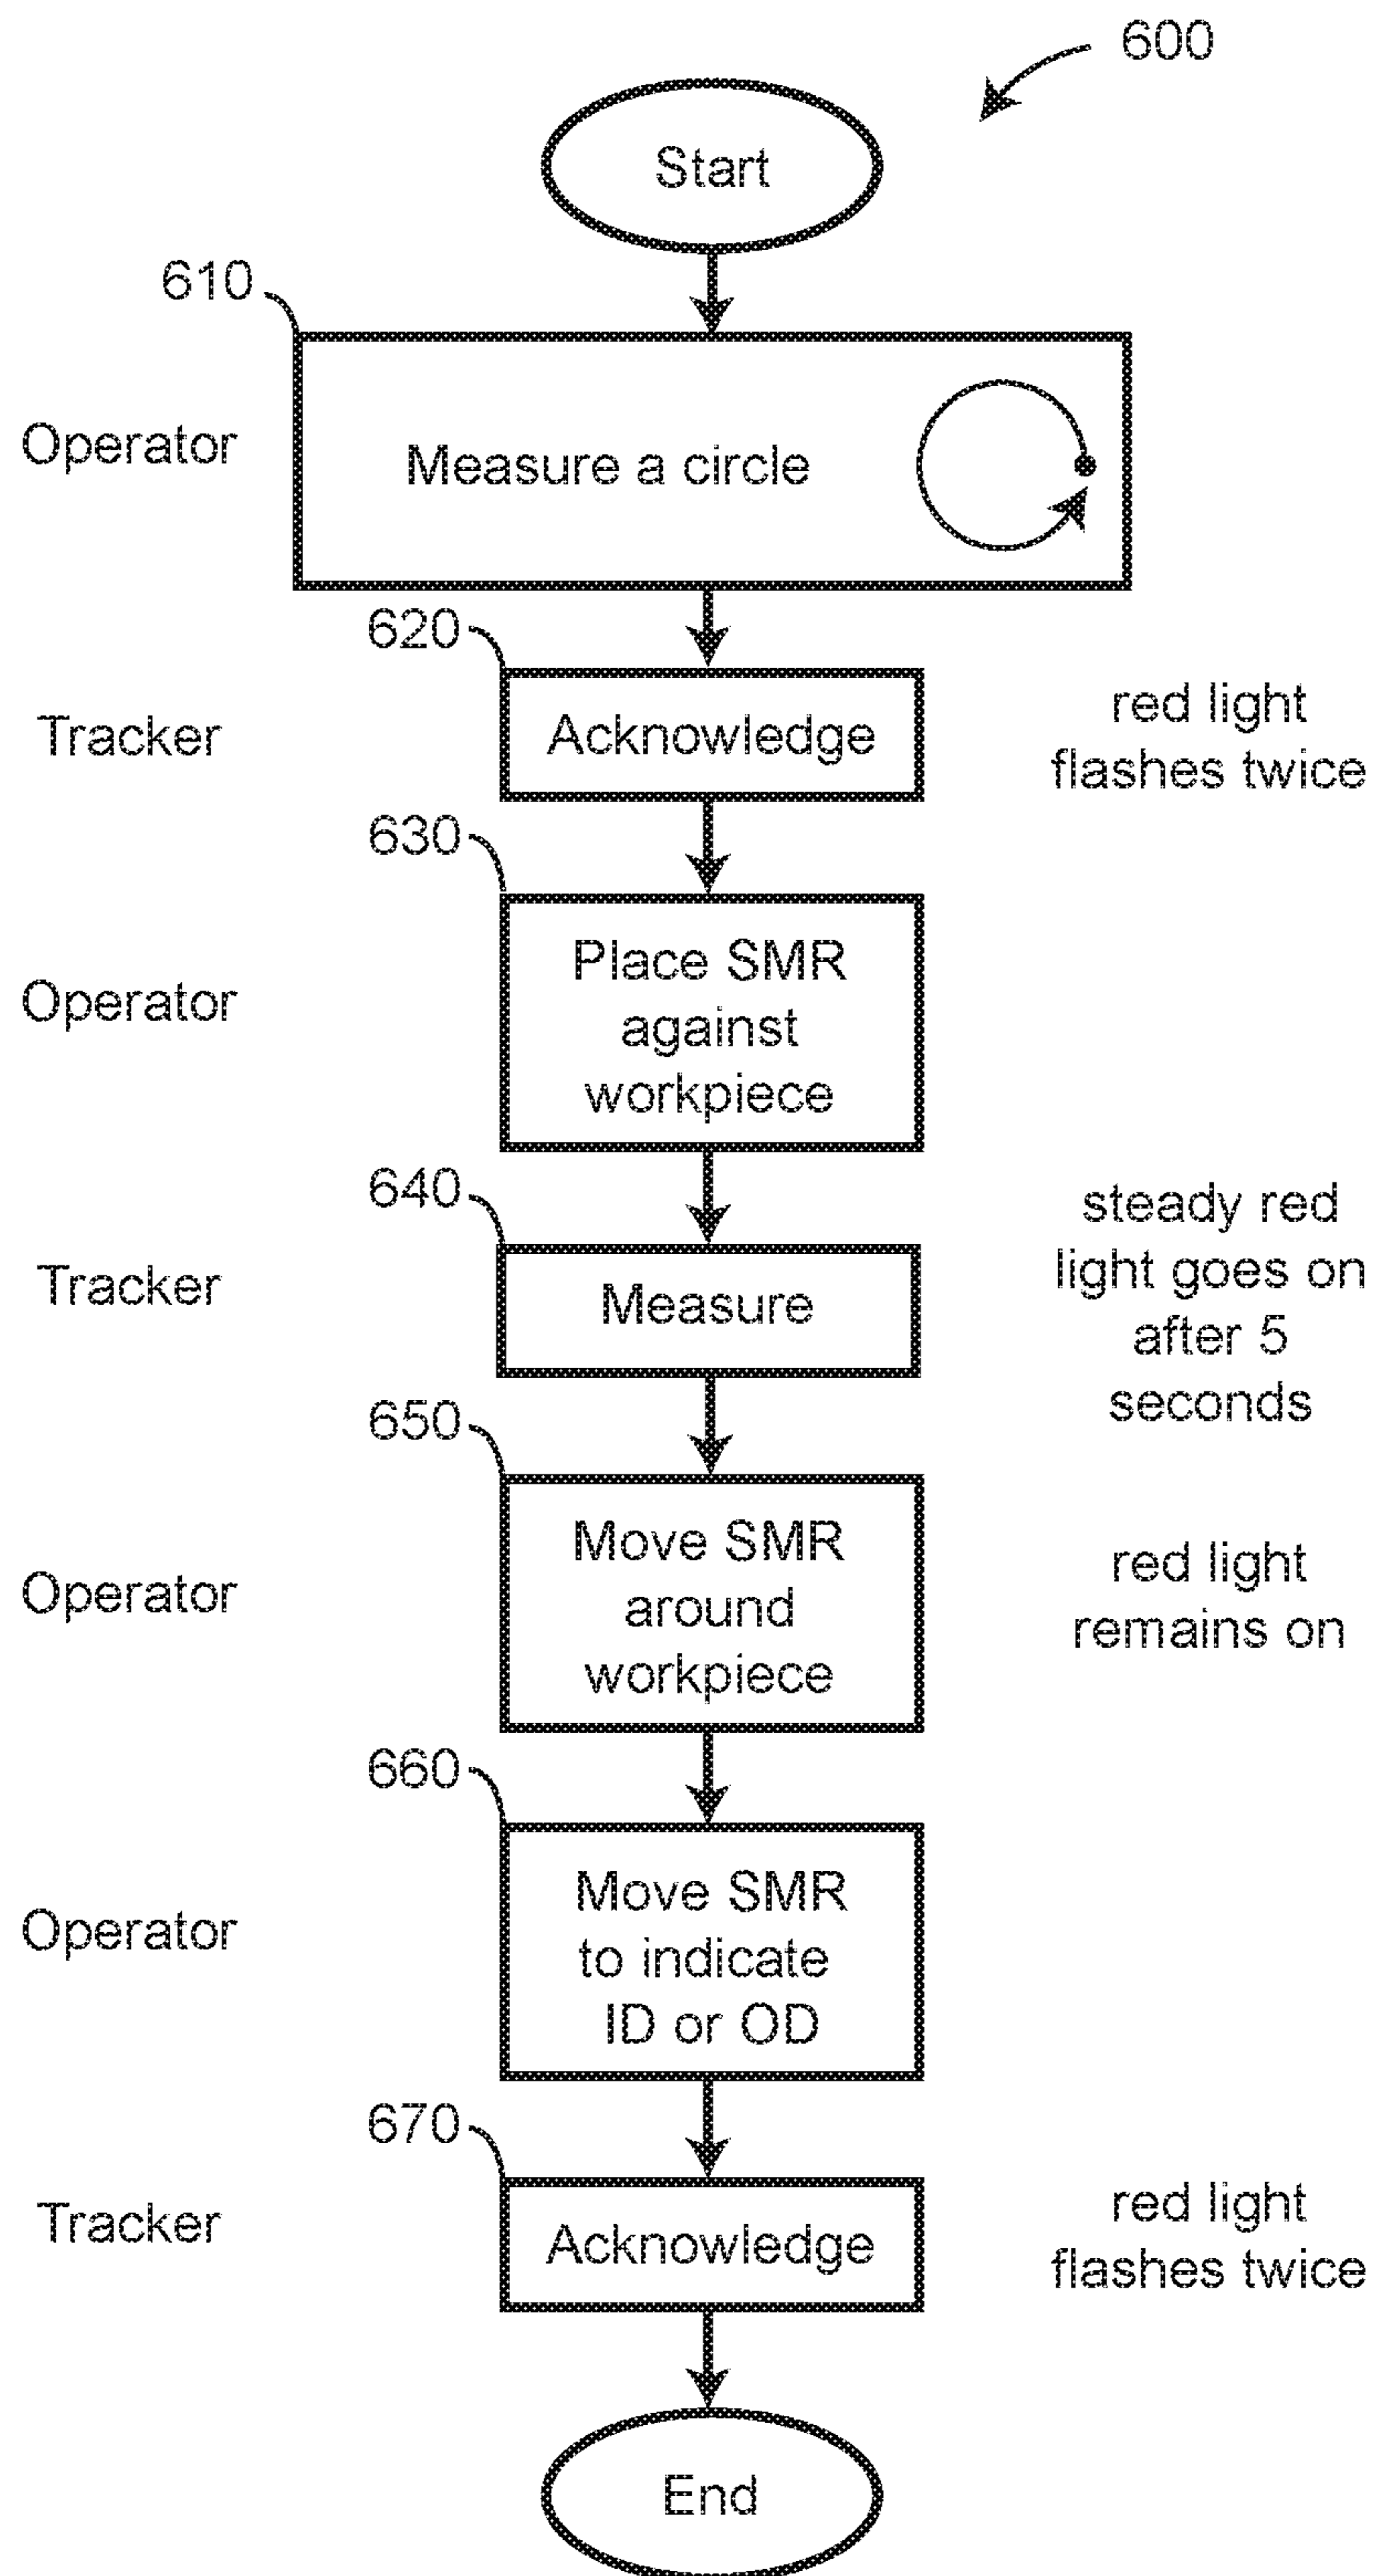 600
Start
610
Operator
Measure a circle
620
Tracker
Acknowledge
red light
flashes twice
630
Operator
Place SMR
against
workpiece
640
Tracker
Measure
steady red
light goes on
after 5
seconds
650
Operator
Move SMR
around
workpiece
red light
remains on
660
Operator
Move SMR
to indicate
ID or OD
670
Tracker
Acknowledge
red light
flashes twice
End